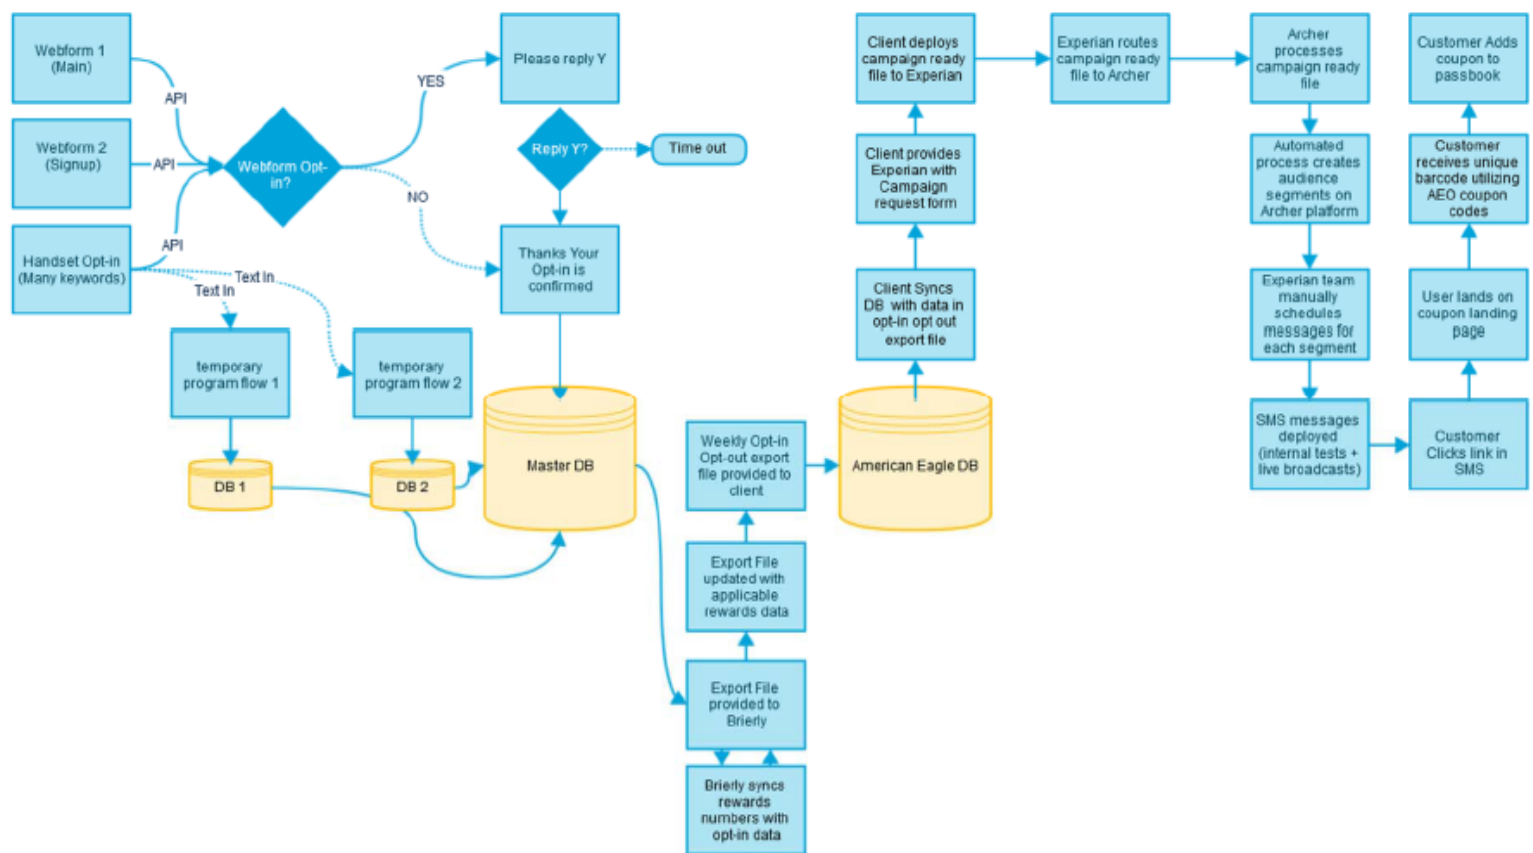 Webform 1
(Main)
API
Webform 2
(Signup)
API
Handset Opt-in
(Many keywords)
API
Text In
Text In
Webform Opt-
in?
YES
NO
Please reply Y
Reply Y?
Time out
Thanks Your
Opt-in is
confirmed
temporary
program flow 1
temporary
program flow 2
DB 1
DB 2
Master DB
Export File
provided to
Brierly
Brierly syncs
rewards
numbers with
opt-in data
Export File
updated with
applicable
rewards data
Weekly Opt-in
Opt-out export
file provided to
client
American Eagle DB
Client Syncs
DB with data in
opt-in opt out
export file
Client provides
Experian with
Campaign
request form
Client deploys
campaign ready
file to Experian
Experian routes
campaign ready
file to Archer
Archer
processes
campaign ready
file
Automated
process creates
audience
segments on
Archer platform
Experian team
manually
schedules
messages for
each segment
SMS messages
deployed
(internal tests +
live broadcasts)
Customer
Clicks link in
SMS
User lands on
coupon landing
page
Customer
receives unique
barcode utilizing
AEO coupon
codes
Customer Adds
coupon to
passbook